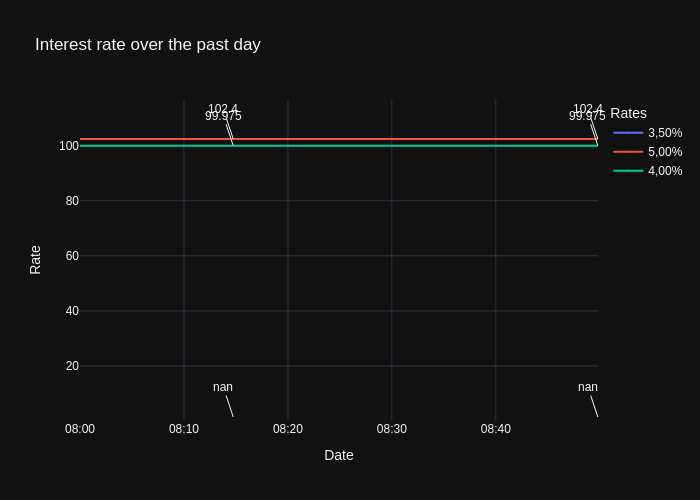 Interest rate over the past day
102.4
99.975
102.4
99.975
Rates
3,50%
5,00%
4,00%
100
80
60
40
20
Rate
nan
nan
08:00
08:10
08:20
08:30
08:40
Date